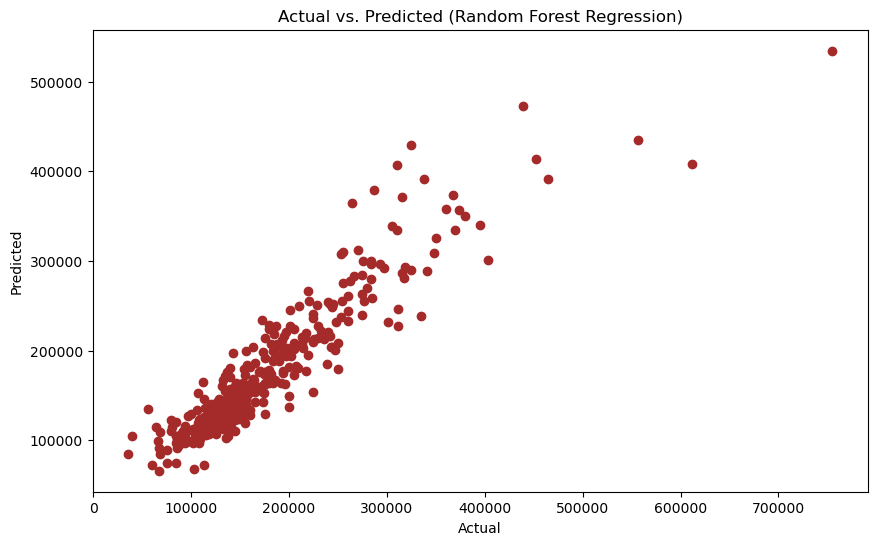 Actual vs. Predicted (Random Forest Regression)
500000
400000
300000
200000
100000
Predicted
0 100000 200000 300000 400000 500000 600000 700000
Actual